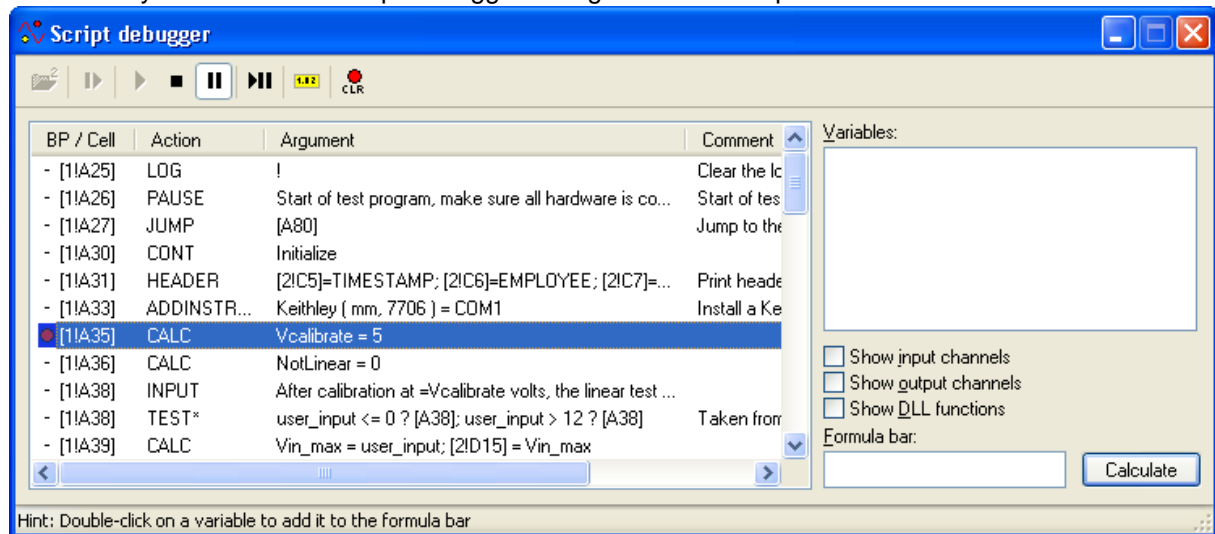 Script debugger
2
1.02
CLR
BP / Cell Action Argument Comment
- [1!A25] LOG ! Clear the lc
- [1!A26] PAUSE Start of test program, make sure all hardware is co... Start of tes
- [1!A27] JUMP [A80] Jump to the
- [1!A30] CONT Initialize
- [1!A31] HEADER [2!C5]=TIMESTAMP; [2!C6]=EMPLOYEE; [2!C7]=... Print heade
- [1!A33] ADDINSTR... Keithley ( mm, 7706 ) = COM1 Install a Ke
[1!A35] CALC Vcalibrate = 5
- [1!A36] CALC NotLinear = 0
- [1!A38] INPUT After calibration at =Vcalibrate volts, the linear test ...
- [1!A38] TEST* user_input <= 0 ? [A38]; user_input > 12 ? [A38] Taken from
- [1!A39] CALC Vin_max = user_input; [2!D15] = Vin_max
Variables:
Show input channels
Show output channels
Show DLL functions
Formula bar:
Calculate
Hint: Double-click on a variable to add it to the formula bar